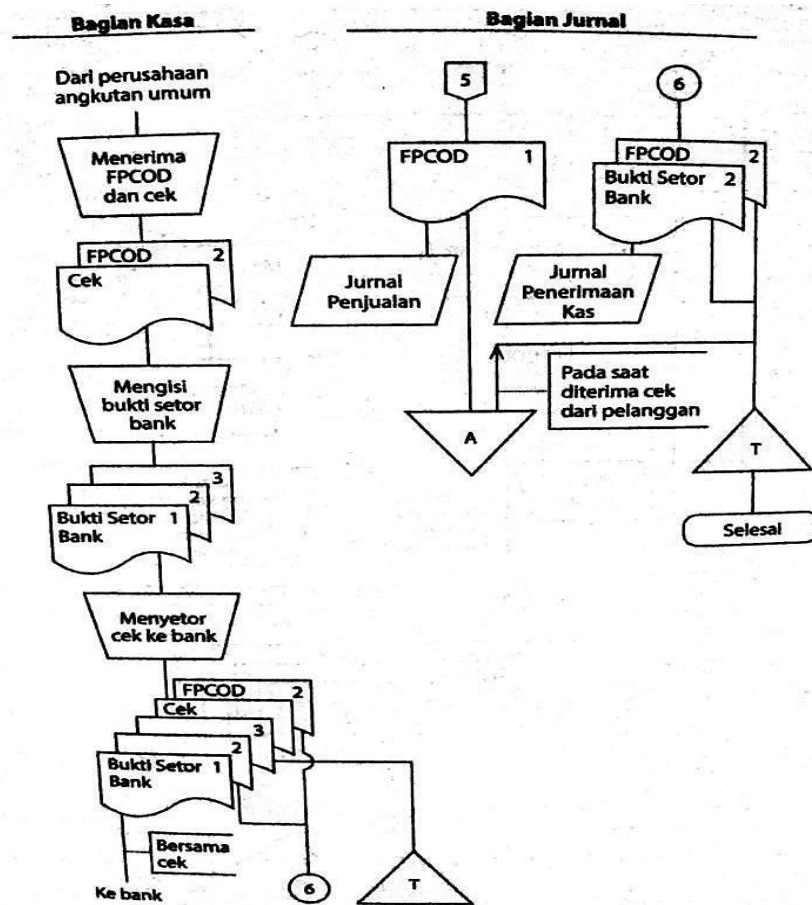 Bagian Kasa
Dari perusahaan
angkutan umum
Menerima
FPCOD
dan cek
FPCOD 2
Cek
Mengisi
bukti setor
bank
3
2
Bukti Setor 1
Bank
Menyetor
cek ke bank
FPCOD 2
Cek
3
2
Bukti Setor 1
Bank
Bersama
cek
Ke bank
6
T
Bagian Jurnal
5
FPCOD 1
Jurnal
Penjualan
6
FPCOD 2
Bukti Setor 2
Bank
Jurnal
Penerimaan
Kas
Pada saat
diterima cek
dari pelanggan
A
T
Selesai